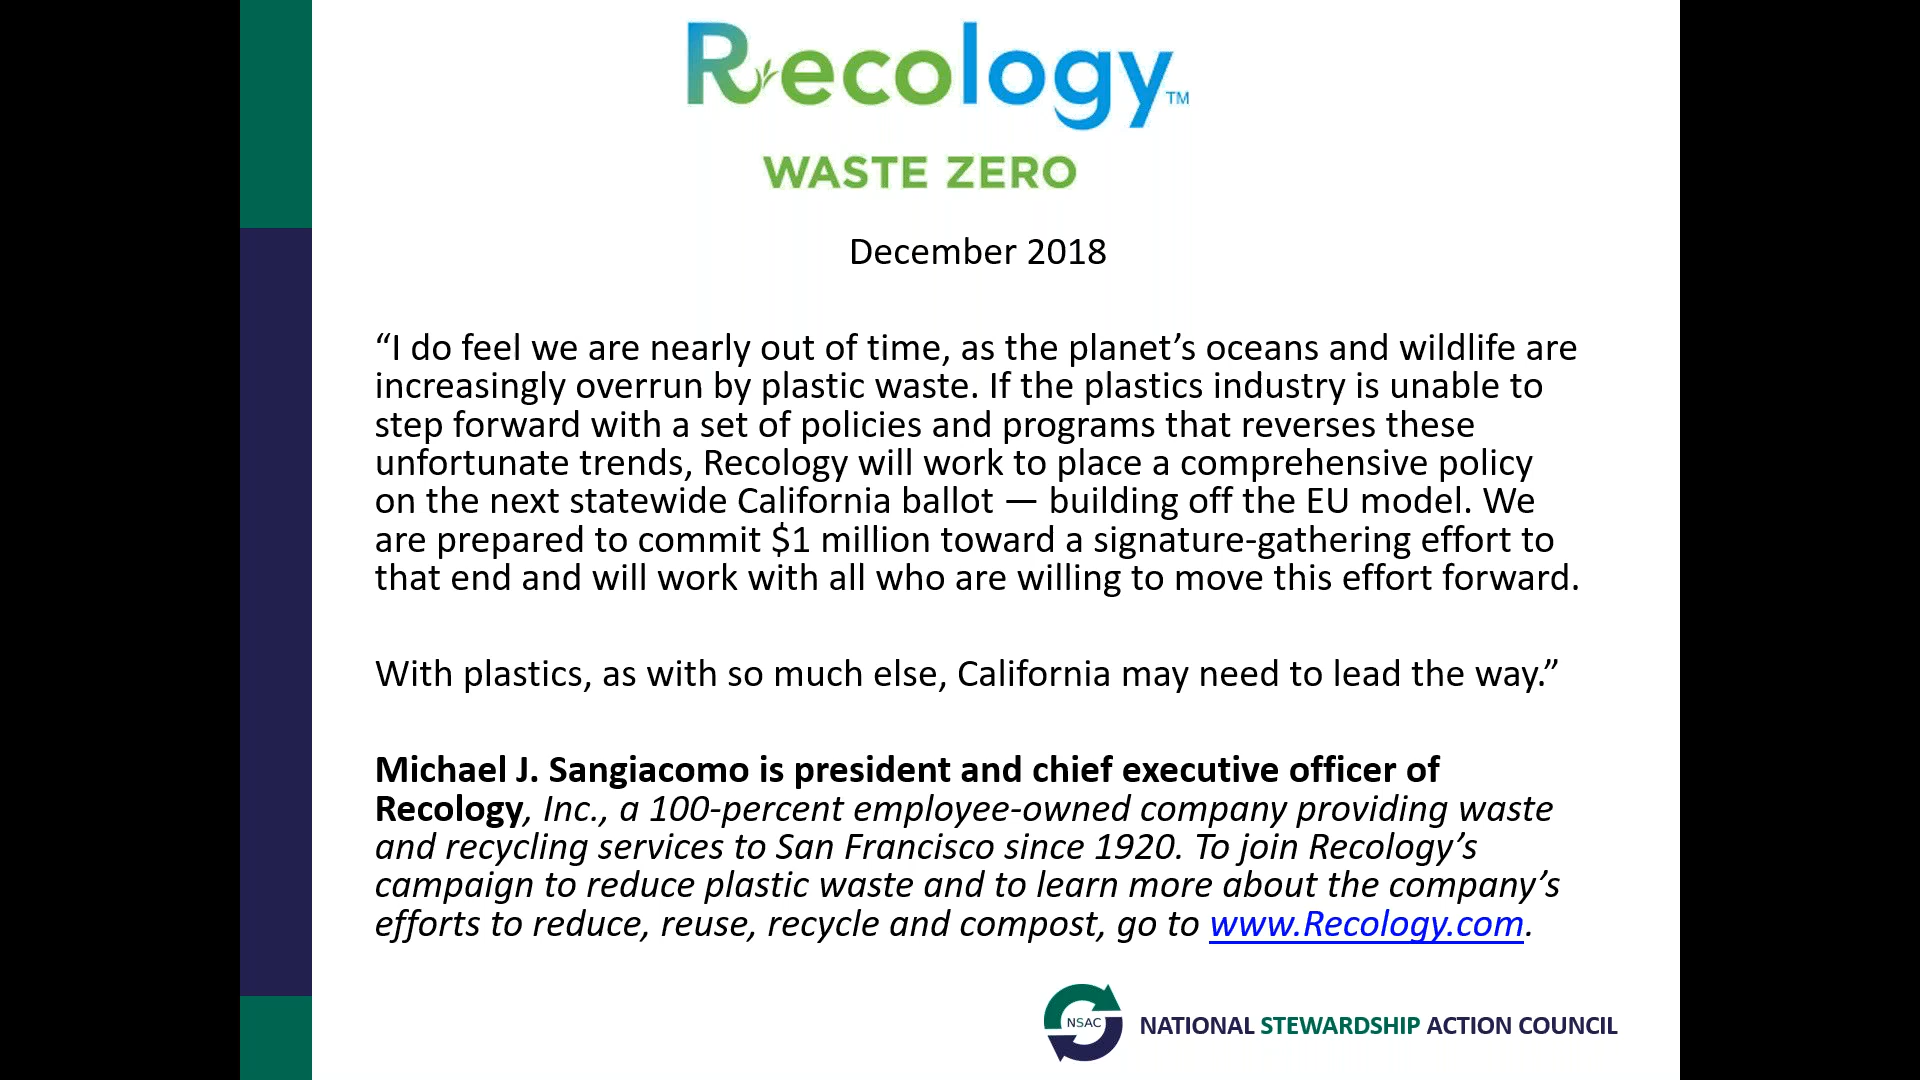 Recology™
WASTE ZERO
December 2018
“I do feel we are nearly out of time, as the planet’s oceans and wildlife are
increasingly overrun by plastic waste. If the plastics industry is unable to
step forward with a set of policies and programs that reverses these
unfortunate trends, Recology will work to place a comprehensive policy
on the next statewide California ballot — building off the EU model. We
are prepared to commit $1 million toward a signature-gathering effort to
that end and will work with all who are willing to move this effort forward.
With plastics, as with so much else, California may need to lead the way.”
Michael J. Sangiacomo is president and chief executive officer of
Recology, Inc., a 100-percent employee-owned company providing waste
and recycling services to San Francisco since 1920. To join Recology’s
campaign to reduce plastic waste and to learn more about the company’s
efforts to reduce, reuse, recycle and compost, go to www.Recology.com.
NSAC
NATIONAL STEWARDSHIP ACTION COUNCIL